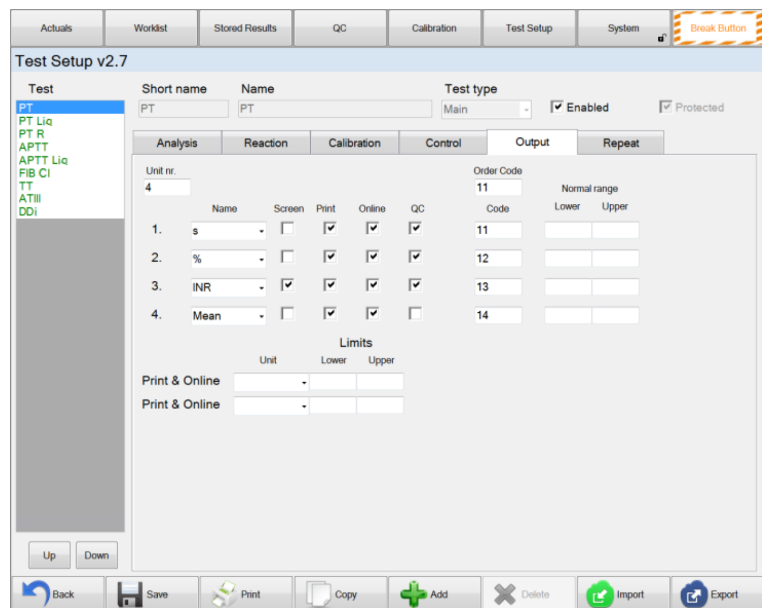 Actuals Worklist Stored Results QC Calibration Test Setup System Break Button
Test Setup v2.7
Test Short name Name Test type
PT PT PT Main Enabled Protected
PT Liq
PT R
APTT
APTT Liq
FIB Cl
TT
ATIII
DDi
Analysis Reaction Calibration Control Output Repeat
Unit nr. Order Code
4 11 Normal range
Name Screen Print Online QC Code Lower Upper
1. s 11
2. % 12
3. INR 13
4. Mean 14
Limits
Unit Lower Upper
Print & Online
Print & Online
Up Down
Back Save Print Copy Add Delete Import Export